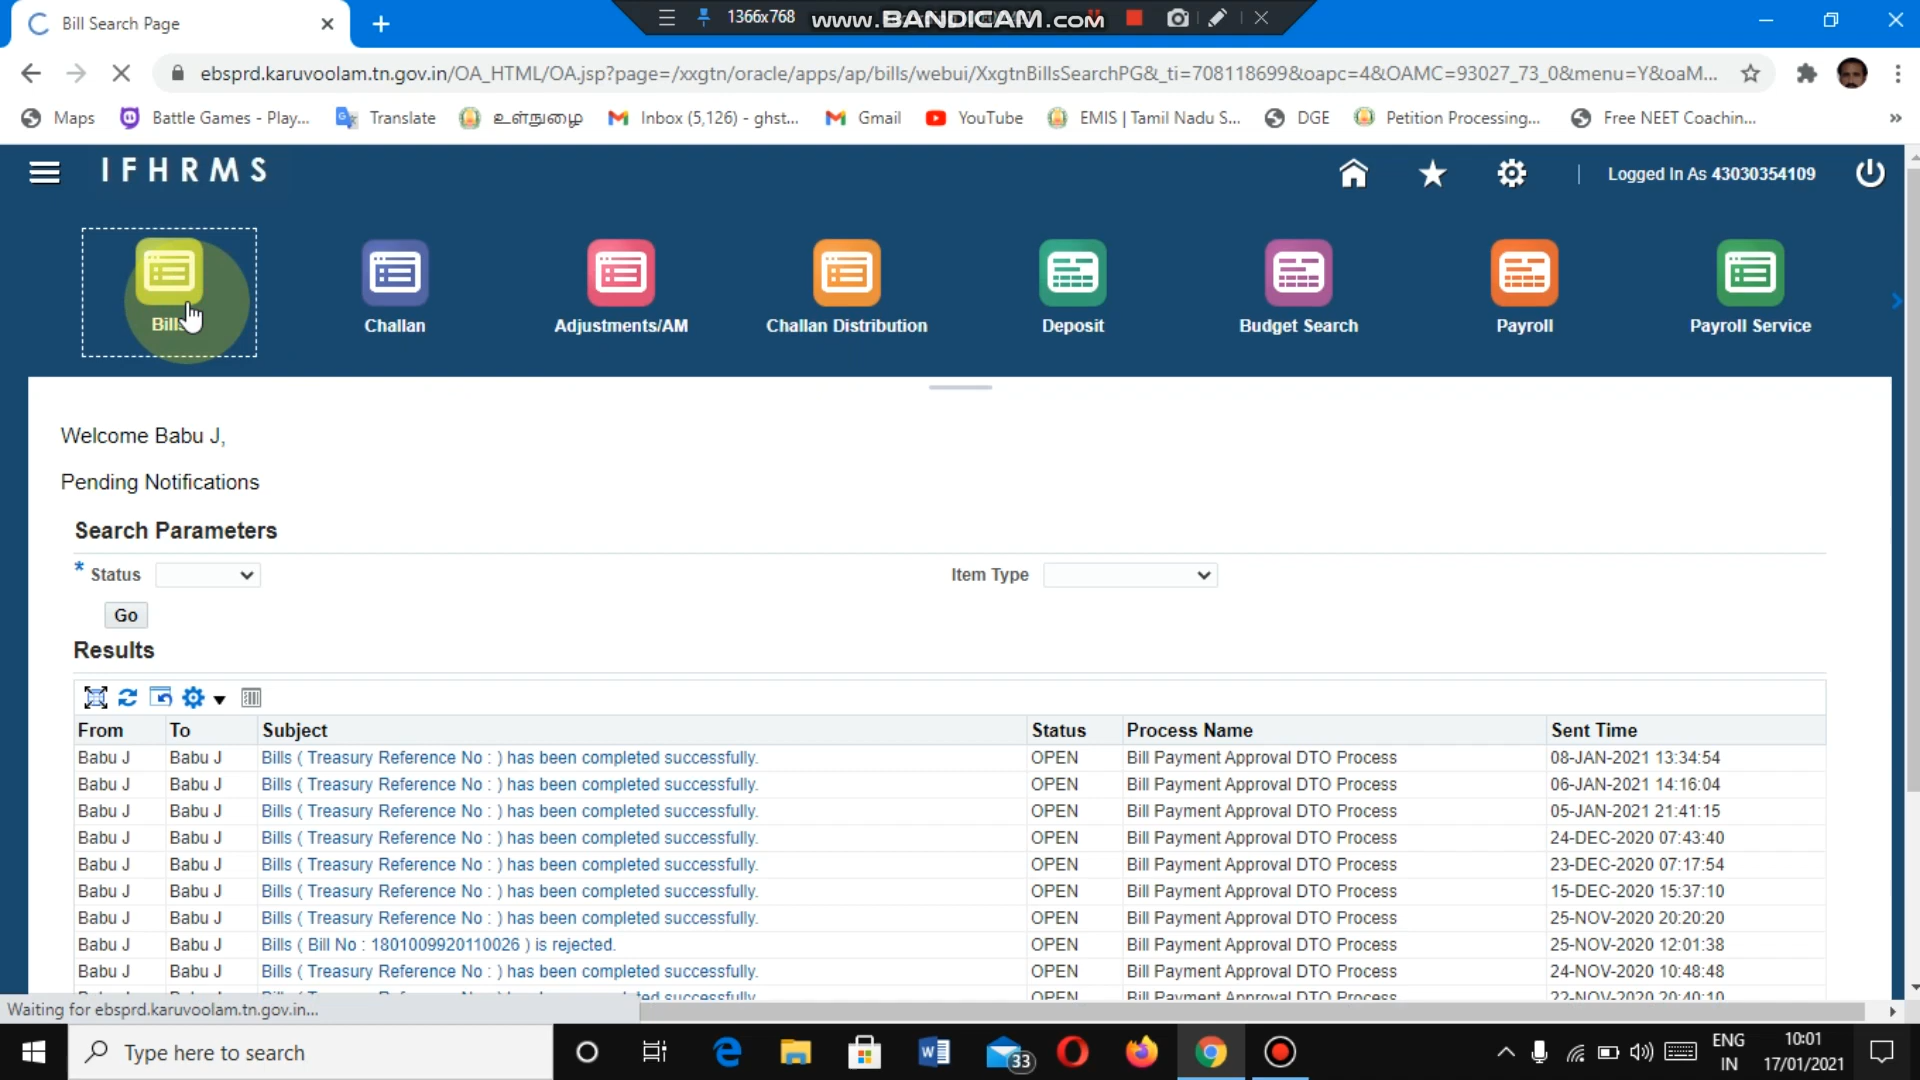 Bill Search Page
1366x768
www.BANDICAM.com
ebsprd.karuvoolam.tn.gov.in/OA_HTML/OA.jsp?page=/xxgtn/oracle/apps/ap/bills/webui/XxgtnBillsSearchPG&_ti=708118699&oapc=4&OAMC=93027_73_0&menu=Y&oaM...
Maps Battle Games - Play... Translate உள்நுழை Inbox (5,126) - ghst... Gmail YouTube EMIS | Tamil Nadu S... DGE Petition Processing... Free NEET Coachin... »
IFHRMS
Logged In As 43030354109
Bills Challan Adjustments/AM Challan Distribution Deposit Budget Search Payroll Payroll Service
Welcome Babu J,
Pending Notifications
Search Parameters
* Status Item Type
Go
Results
From To Subject Status Process Name Sent Time
Babu J Babu J Bills ( Treasury Reference No : ) has been completed successfully. OPEN Bill Payment Approval DTO Process 08-JAN-2021 13:34:54
Babu J Babu J Bills ( Treasury Reference No : ) has been completed successfully. OPEN Bill Payment Approval DTO Process 06-JAN-2021 14:16:04
Babu J Babu J Bills ( Treasury Reference No : ) has been completed successfully. OPEN Bill Payment Approval DTO Process 05-JAN-2021 21:41:15
Babu J Babu J Bills ( Treasury Reference No : ) has been completed successfully. OPEN Bill Payment Approval DTO Process 24-DEC-2020 07:43:40
Babu J Babu J Bills ( Treasury Reference No : ) has been completed successfully. OPEN Bill Payment Approval DTO Process 23-DEC-2020 07:17:54
Babu J Babu J Bills ( Treasury Reference No : ) has been completed successfully. OPEN Bill Payment Approval DTO Process 15-DEC-2020 15:37:10
Babu J Babu J Bills ( Treasury Reference No : ) has been completed successfully. OPEN Bill Payment Approval DTO Process 25-NOV-2020 20:20:20
Babu J Babu J Bills ( Bill No : 1801009920110026 ) is rejected. OPEN Bill Payment Approval DTO Process 25-NOV-2020 12:01:38
Babu J Babu J Bills ( Treasury Reference No : ) has been completed successfully. OPEN Bill Payment Approval DTO Process 24-NOV-2020 10:48:48
OPEN Bill Payment Approval DTO Process 22-NOV-2020 20:40:10
Waiting for ebsprd.karuvoolam.tn.gov.in...
Type here to search
33
ENG
IN
10:01
17/01/2021